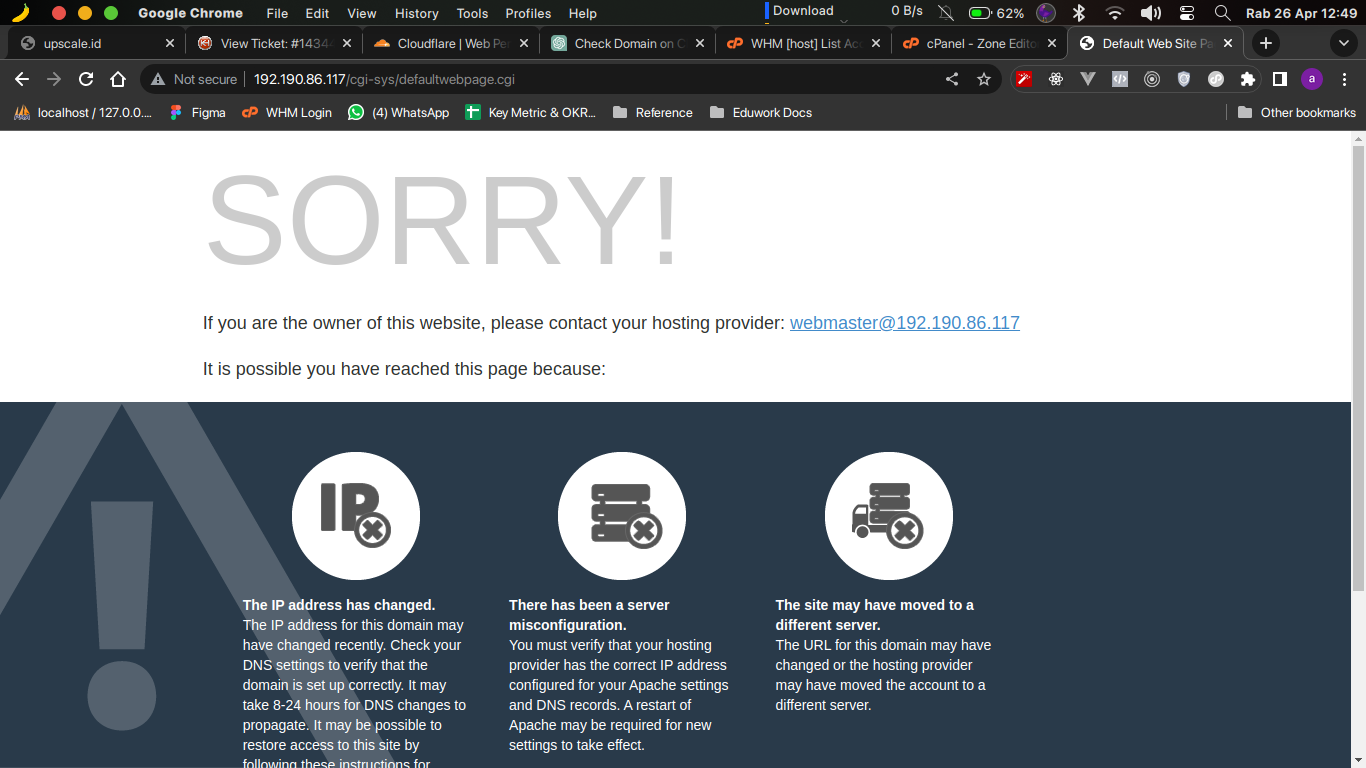 Google Chrome File Edit View History Tools Profiles Help Download 0 B/s 62% Rab 26 Apr 12:49
upscale.id View Ticket: #1434 Cloudflare | Web Per Check Domain on C WHM [host] List Acc cPanel - Zone Editor Default Web Site Pa
Not secure 192.190.86.117/cgi-sys/defaultwebpage.cgi a
localhost / 127.0.0.... Figma WHM Login (4) WhatsApp Key Metric & OKR... Reference Eduwork Docs Other bookmarks
SORRY!
If you are the owner of this website, please contact your hosting provider: webmaster@192.190.86.117
It is possible you have reached this page because:
IP
The IP address has changed.
The IP address for this domain may
have changed recently. Check your
DNS settings to verify that the
domain is set up correctly. It may
take 8-24 hours for DNS changes to
propagate. It may be possible to
restore access to this site by
following these instructions for
There has been a server
misconfiguration.
You must verify that your hosting
provider has the correct IP address
configured for your Apache settings
and DNS records. A restart of
Apache may be required for new
settings to take effect.
The site may have moved to a
different server.
The URL for this domain may have
changed or the hosting provider
may have moved the account to a
different server.